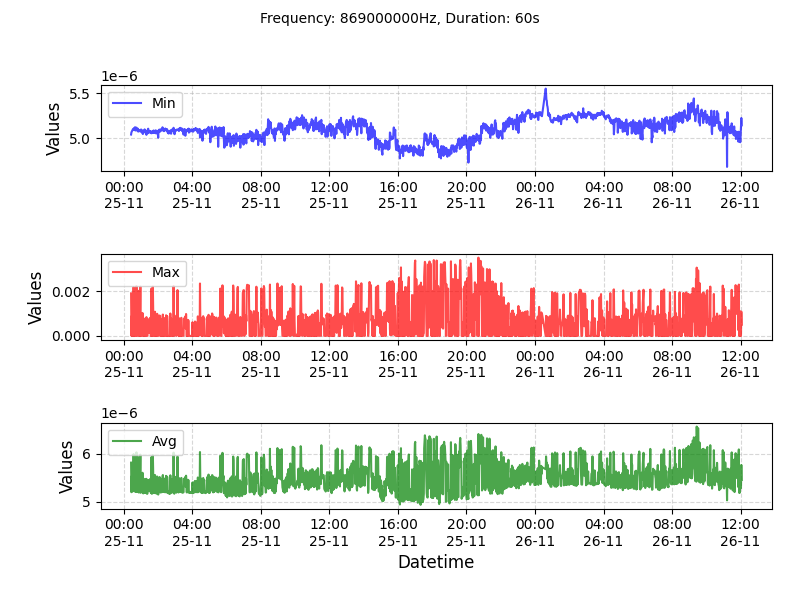 Frequency: 869000000Hz, Duration: 60s
1e−6
Min
Values
5.5
5.0
00:00 04:00 08:00 12:00 16:00 20:00 00:00 04:00 08:00 12:00
25-11 25-11 25-11 25-11 25-11 25-11 26-11 26-11 26-11 26-11
Max
Values
0.002
0.000
00:00 04:00 08:00 12:00 16:00 20:00 00:00 04:00 08:00 12:00
25-11 25-11 25-11 25-11 25-11 25-11 26-11 26-11 26-11 26-11
1e−6
Avg
Values
6
5
00:00 04:00 08:00 12:00 16:00 20:00 00:00 04:00 08:00 12:00
25-11 25-11 25-11 25-11 25-11 25-11 26-11 26-11 26-11 26-11
Datetime